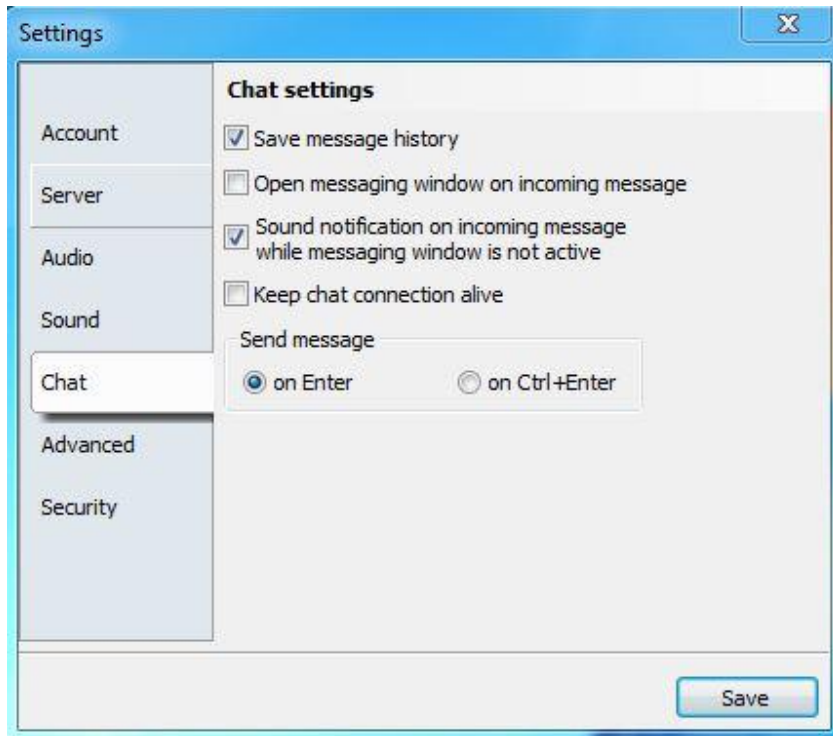 Settings
Account
Server
Audio
Sound
Chat
Advanced
Security
Chat settings
Save message history
Open messaging window on incoming message
Sound notification on incoming message
while messaging window is not active
Keep chat connection alive
Send message
on Enter
on Ctrl+Enter
Save